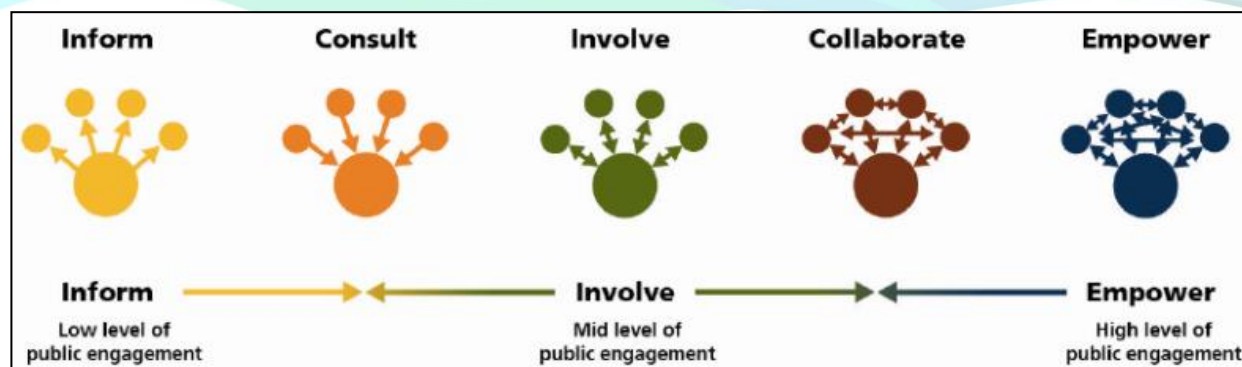 Inform Consult Involve Collaborate Empower
Inform Involve Empower
Low level of Mid level of High level of
public engagement public engagement public engagement